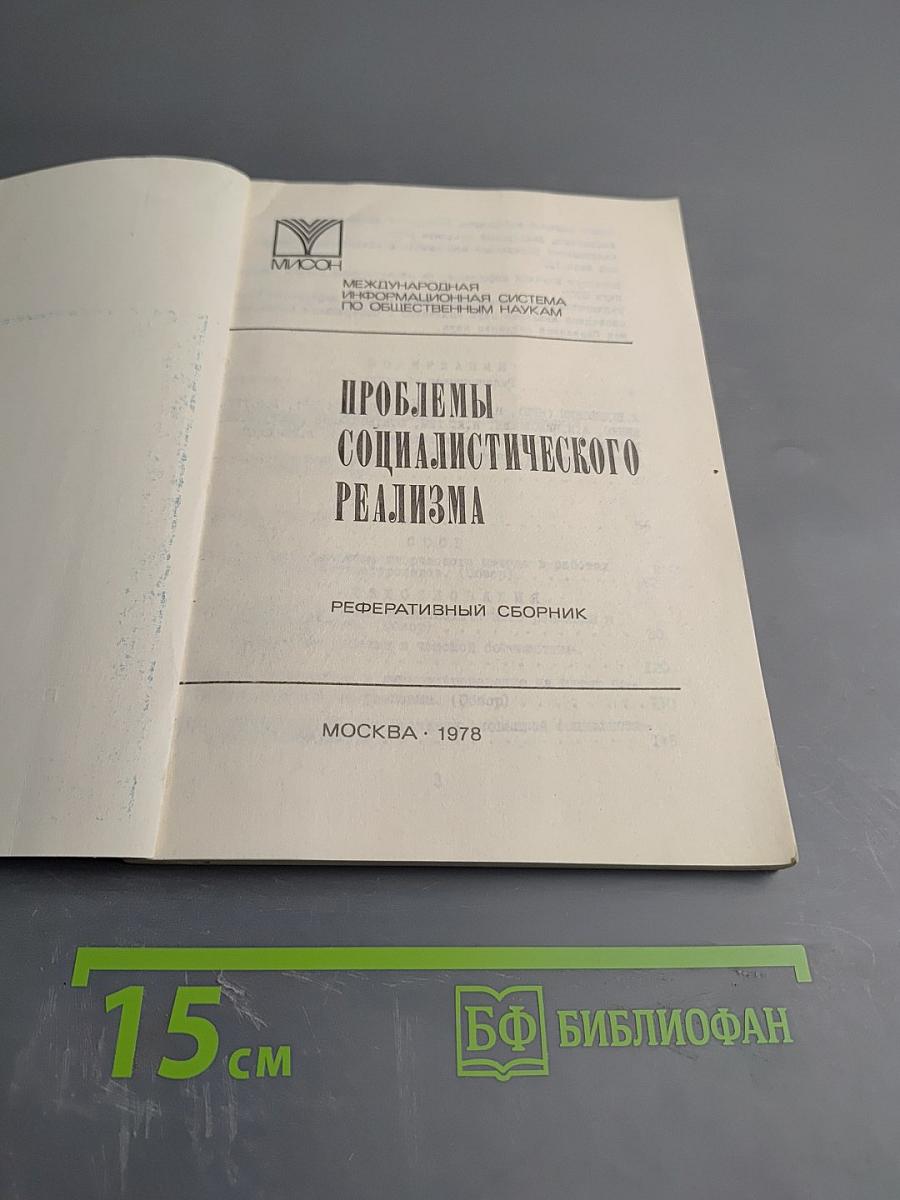 МИСОН
МЕЖДУНАРОДНАЯ
ИНФОРМАЦИОННАЯ СИСТЕМА
ПО ОБЩЕСТВЕННЫМ НАУКАМ
ПРОБЛЕМЫ
СОЦИАЛИСТИЧЕСКОГО
РЕАЛИЗМА
РЕФЕРАТИВНЫЙ СБОРНИК
МОСКВА · 1978
15 см
БФ БИБЛИОФАН